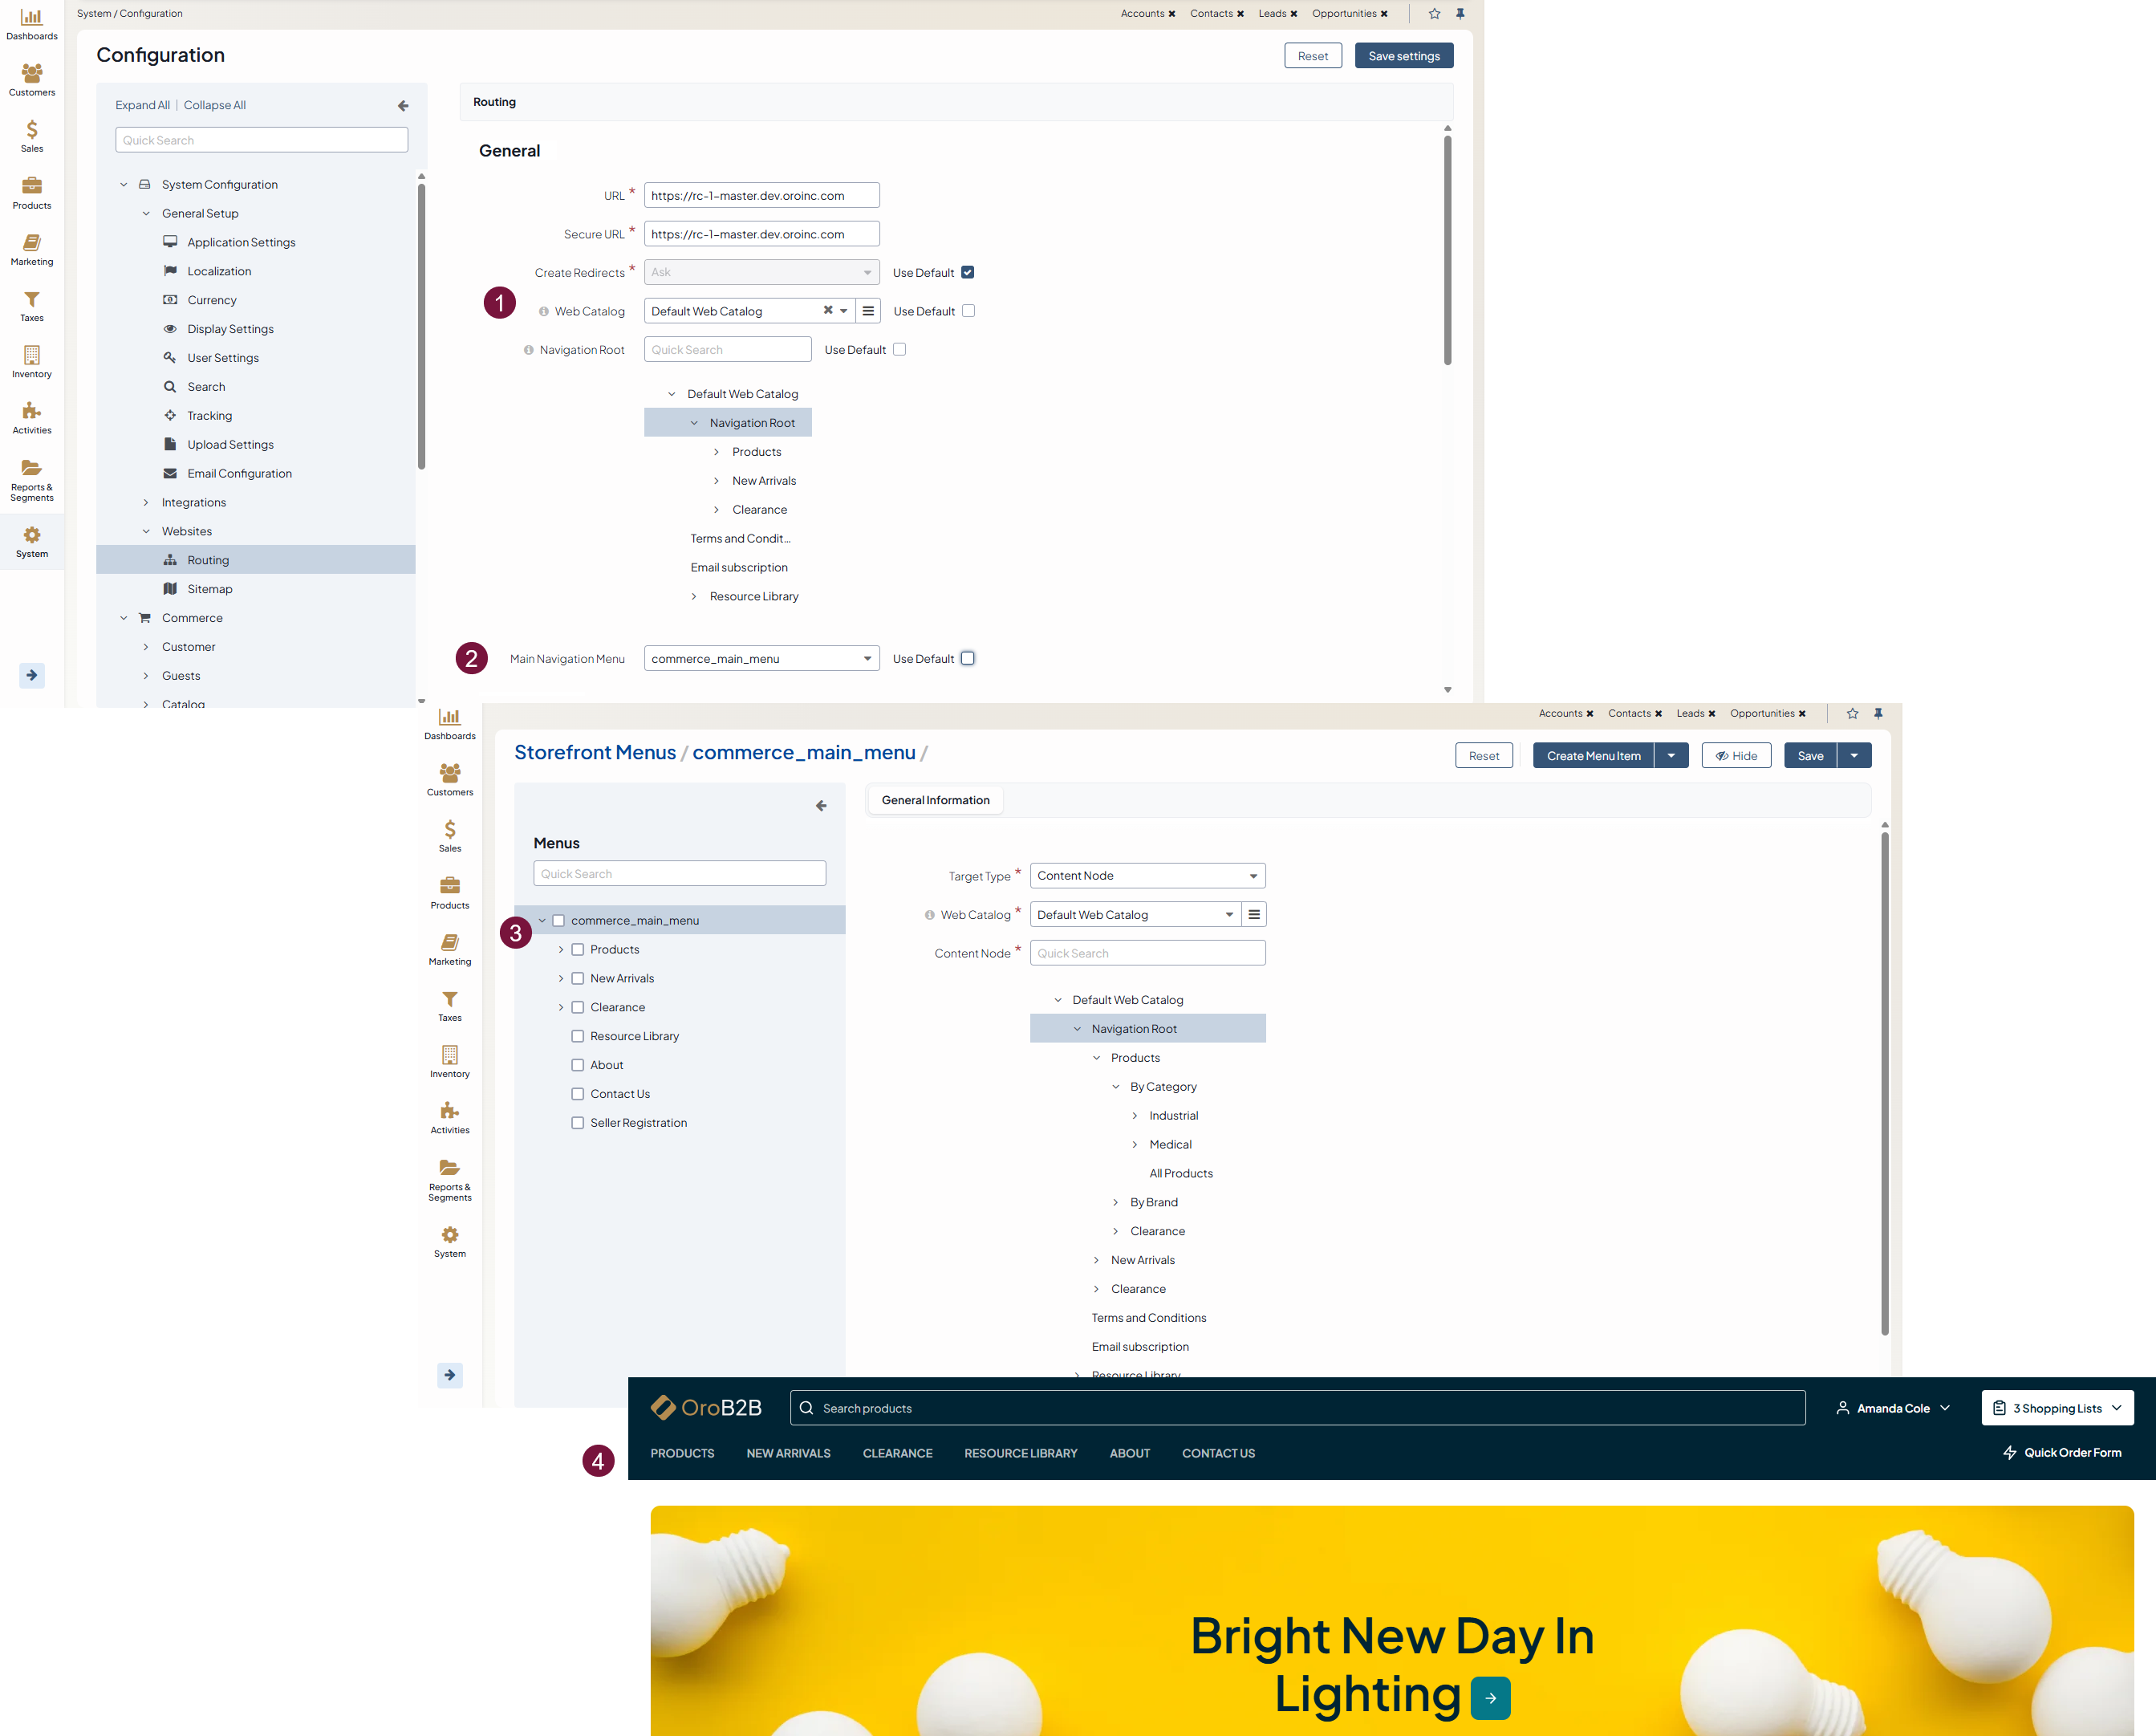 System / Configuration
Accounts ✖ Contacts ✖ Leads ✖ Opportunities ✖
Dashboards
Customers
Sales
Products
Marketing
Taxes
Inventory
Activities
Reports &
Segments
System
Configuration
Reset
Save settings
Expand All | Collapse All
Quick Search
System Configuration
General Setup
Application Settings
Localization
Currency
Display Settings
User Settings
Search
Tracking
Upload Settings
Email Configuration
Integrations
Websites
Routing
Sitemap
Commerce
Customer
Guests
Catalog
Routing
General
URL * https://rc-1-master.dev.oroinc.com
Secure URL * https://rc-1-master.dev.oroinc.com
Create Redirects * Ask Use Default
1 Web Catalog Default Web Catalog Use Default
Navigation Root Quick Search Use Default
Default Web Catalog
Navigation Root
Products
New Arrivals
Clearance
Terms and Condit...
Email subscription
Resource Library
2 Main Navigation Menu commerce_main_menu Use Default
Accounts ✖ Contacts ✖ Leads ✖ Opportunities ✖
Dashboards
Customers
Sales
Products
Marketing
Taxes
Inventory
Activities
Reports &
Segments
System
Storefront Menus / commerce_main_menu /
Reset
Create Menu Item
Hide
Save
Menus
Quick Search
3 commerce_main_menu
Products
New Arrivals
Clearance
Resource Library
About
Contact Us
Seller Registration
General Information
Target Type * Content Node
Web Catalog * Default Web Catalog
Content Node * Quick Search
Default Web Catalog
Navigation Root
Products
By Category
Industrial
Medical
All Products
By Brand
Clearance
New Arrivals
Clearance
Terms and Conditions
Email subscription
Resource Library
OroB2B
Search products
Amanda Cole
3 Shopping Lists
4 PRODUCTS NEW ARRIVALS CLEARANCE RESOURCE LIBRARY ABOUT CONTACT US
Quick Order Form
Bright New Day In
Lighting